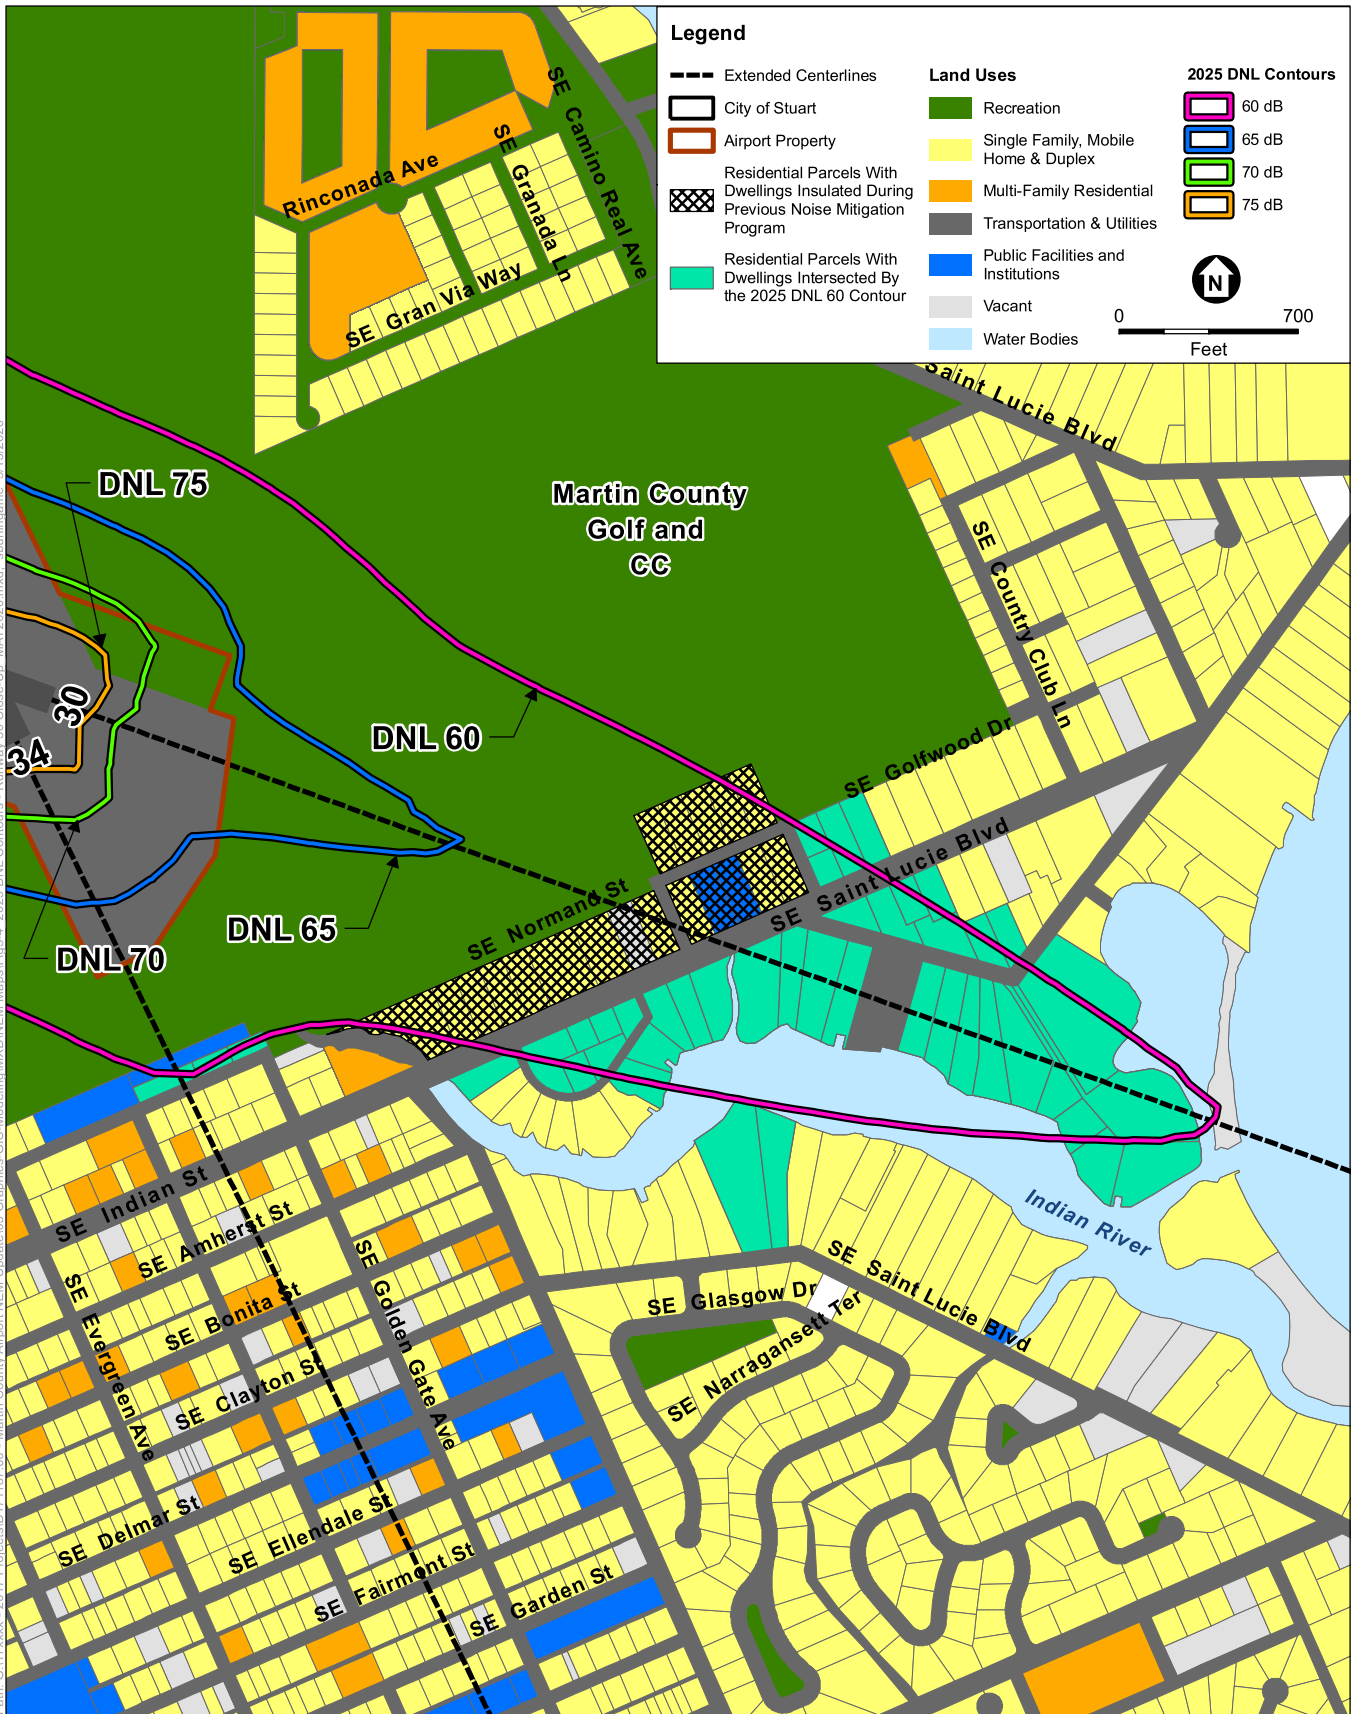 Legend
Extended Centerlines
City of Stuart
Airport Property
Residential Parcels With
Dwellings Insulated During
Previous Noise Mitigation
Program
Residential Parcels With
Dwellings Intersected By
the 2025 DNL 60 Contour
Land Uses
Recreation
Single Family, Mobile
Home & Duplex
Multi-Family Residential
Transportation & Utilities
Public Facilities and
Institutions
Vacant
Water Bodies
2025 DNL Contours
60 dB
65 dB
70 dB
75 dB
N
0 700
Feet
SE Camino Real Ave
SE Granada Ln
Rinconada Ave
SE Gran Via Way
Saint Lucie Blvd
DNL 75
Martin County
Golf and
CC
SE Country Club Ln
30
34
DNL 60
SE Golfwood Dr
SE Saint Lucie Blvd
SE Normand St
DNL 65
DNL 70
Indian River
SE Indian St
SE Amherst St
SE Bonita St
SE Clayton St
SE Evergreen Ave
SE Golden Gate Ave
SE Delmar St
SE Ellendale St
SE Fairmont St
SE Garden St
SE Glasgow Dr
SE Narragansett Ter
SE Saint Lucie Blvd